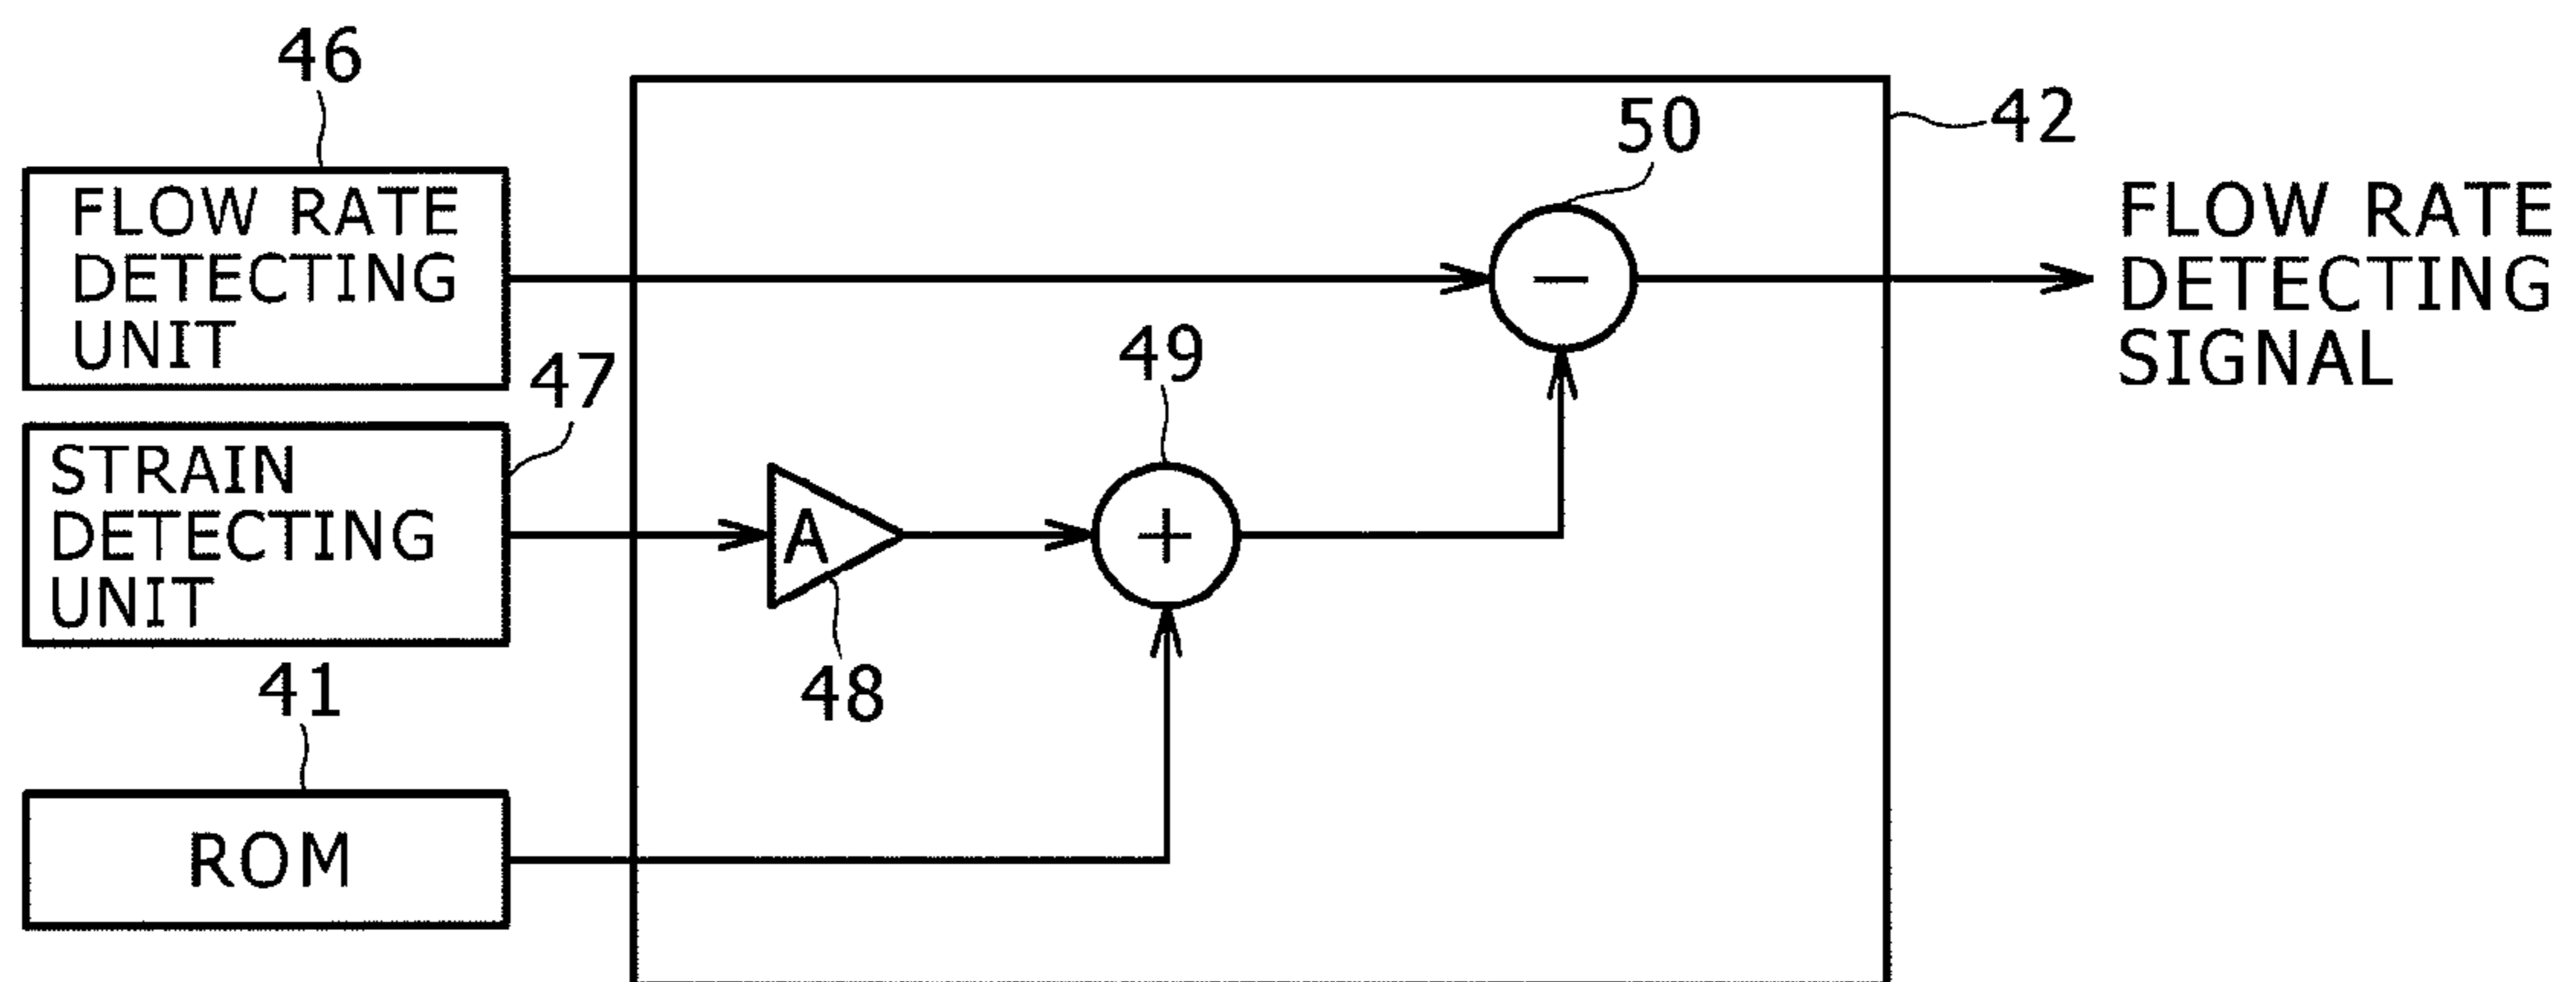 46
FLOW RATE
DETECTING
UNIT
47
STRAIN
DETECTING
UNIT
41
ROM
A
48
+
49
−
50
42
FLOW RATE
DETECTING
SIGNAL